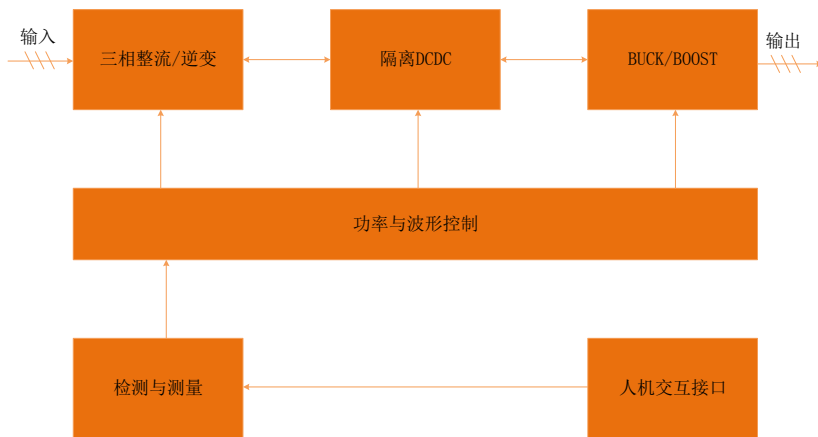 输入
三相整流/逆变
隔离DCDC
BUCK/BOOST
输出
功率与波形控制
检测与测量
人机交互接口